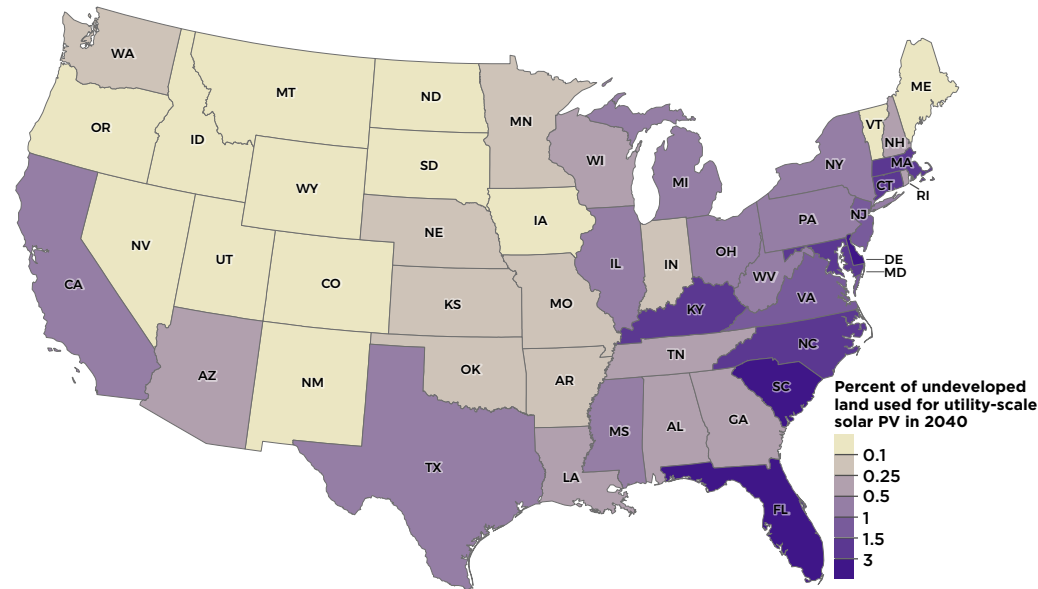 WA
MT
ND
MN
ME
OR
ID
VT
NH
SD
WI
NY
MA
WY
MI
CT
RI
IA
PA
NJ
NV
NE
OH
UT
IL
IN
DE
CA
CO
WV
MD
KS
MO
KY
VA
NC
TN
AZ
NM
OK
AR
SC
Percent of undeveloped
land used for utility-scale
solar PV in 2040
MS
AL
GA
TX
LA
FL
0.1
0.25
0.5
1
1.5
3